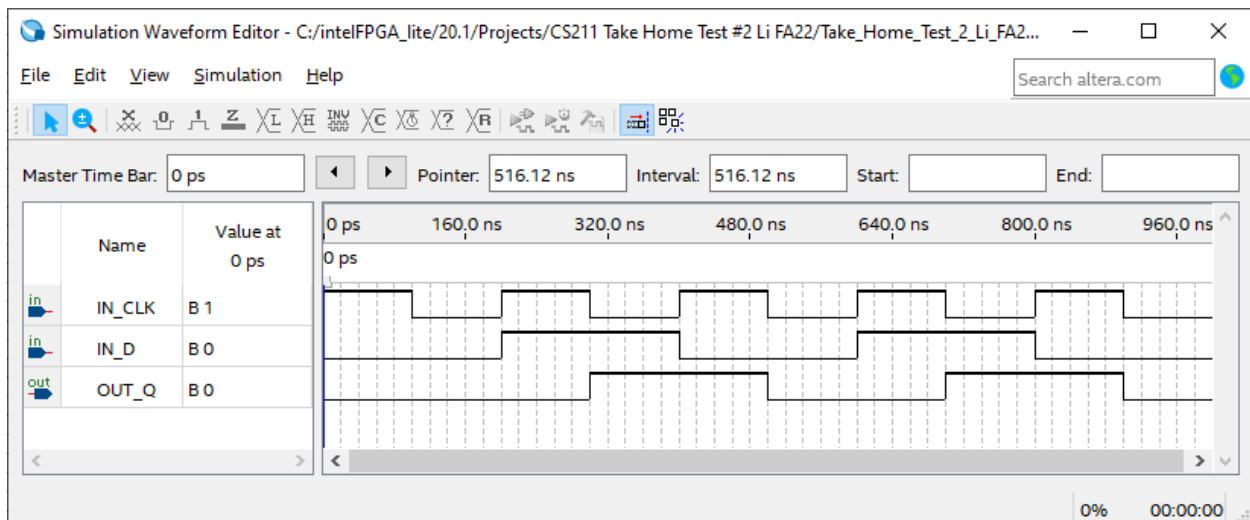 Simulation Waveform Editor - C:/intelFPGA_lite/20.1/Projects/CS211 Take Home Test #2 Li FA22/Take_Home_Test_2_Li_FA2...
File Edit View Simulation Help
Search altera.com
X 0 1 Z L H INV C ? R
Master Time Bar: 0 ps Pointer: 516.12 ns Interval: 516.12 ns Start: End:
Name Value at 0 ps
0 ps 160.0 ns 320.0 ns 480.0 ns 640.0 ns 800.0 ns 960.0 ns
0 ps
in IN_CLK B 1
in IN_D B 0
out OUT_Q B 0
0% 00:00:00